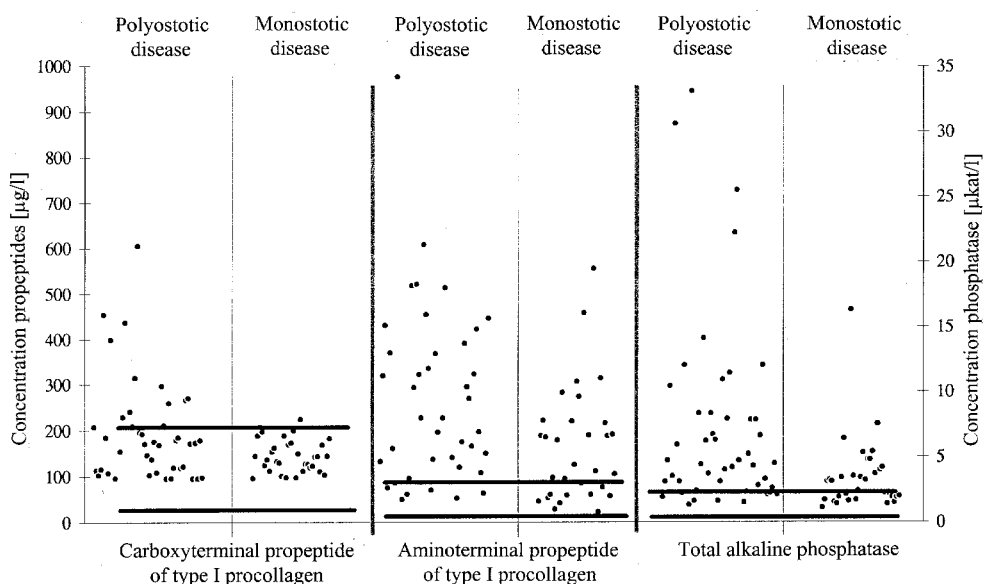 Polyostotic disease
Monostotic disease
Polyostotic disease
Monostotic disease
Polyostotic disease
Monostotic disease
Concentration propeptides [µg/l]
1000
900
800
700
600
500
400
300
200
100
0
35
30
25
20
15
10
5
0
Concentration phosphatase [µkat/l]
Carboxyterminal propeptide
of type I procollagen
Aminoterminal propeptide
of type I procollagen
Total alkaline phosphatase